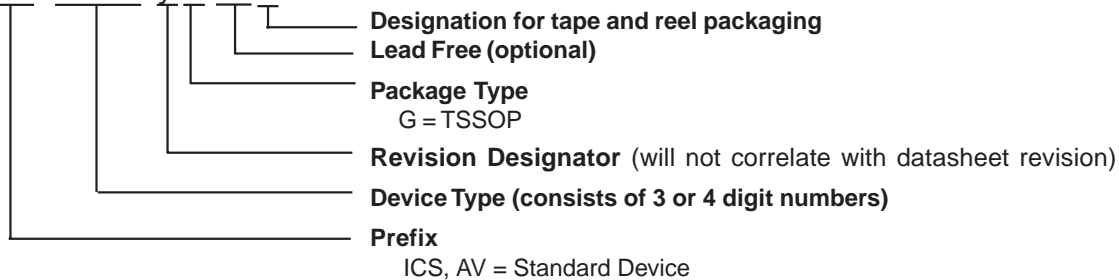 Designation for tape and reel packaging
Lead Free (optional)
Package Type
G = TSSOP
Revision Designator (will not correlate with datasheet revision)
Device Type (consists of 3 or 4 digit numbers)
Prefix
ICS, AV = Standard Device